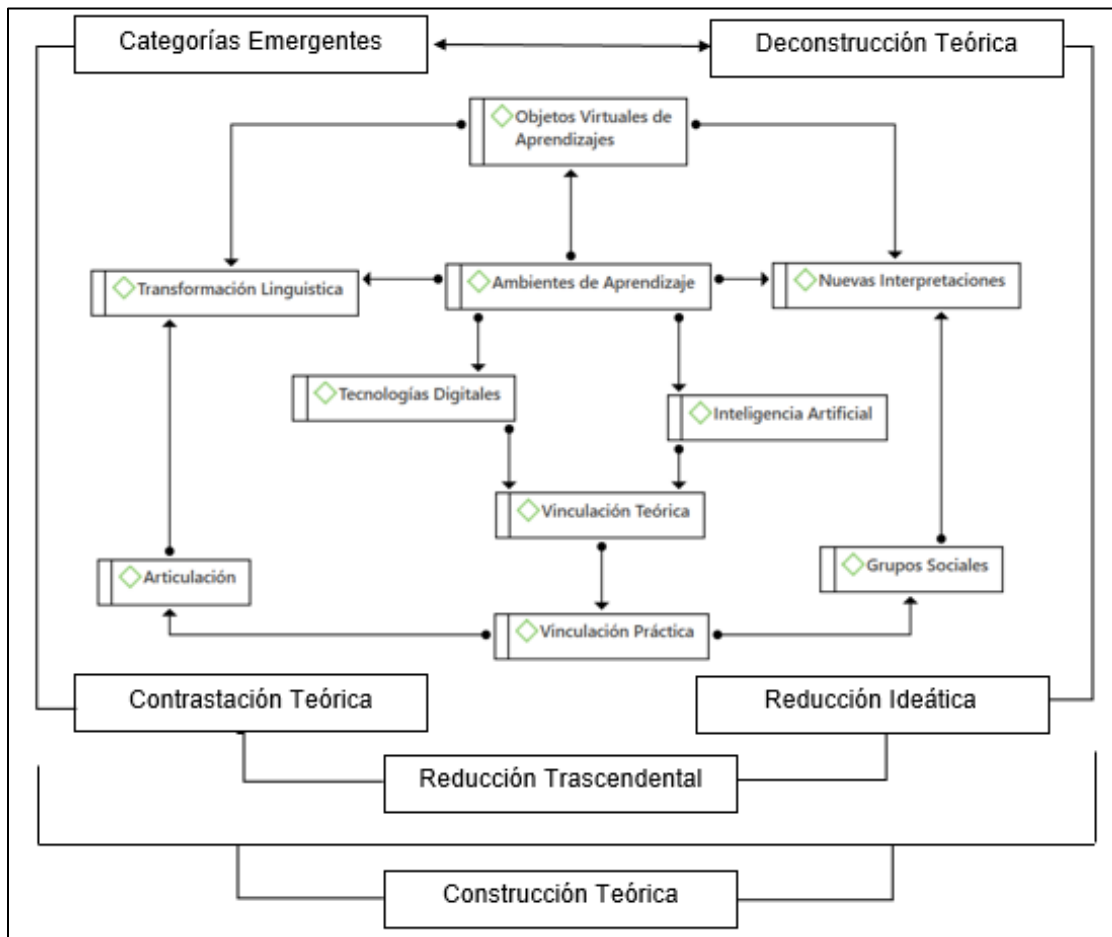 Categorías Emergentes
Deconstrucción Teórica
Objetos Virtuales de
Aprendizajes
Transformación Linguistica
Ambientes de Aprendizaje
Nuevas Interpretaciones
Tecnologías Digitales
Inteligencia Artificial
Vinculación Teórica
Articulación
Grupos Sociales
Vinculación Práctica
Contrastación Teórica
Reducción Ideática
Reducción Trascendental
Construcción Teórica